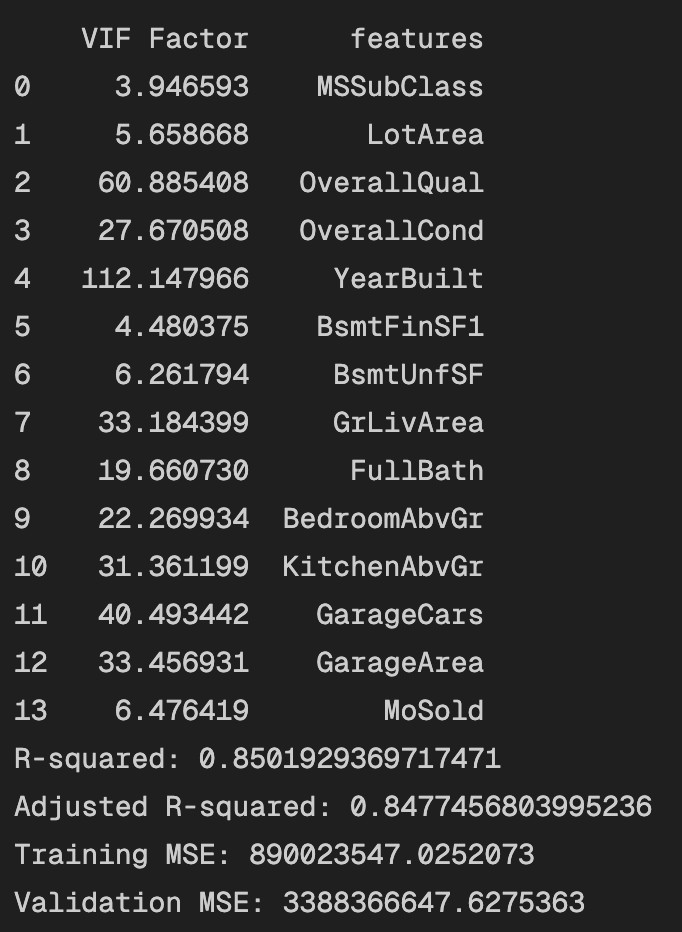 VIF Factor features
0 3.946593 MSSubClass
1 5.658668 LotArea
2 60.885408 OverallQual
3 27.670508 OverallCond
4 112.147966 YearBuilt
5 4.480375 BsmtFinSF1
6 6.261794 BsmtUnfSF
7 33.184399 GrLivArea
8 19.660730 FullBath
9 22.269934 BedroomAbvGr
10 31.361199 KitchenAbvGr
11 40.493442 GarageCars
12 33.456931 GarageArea
13 6.476419 MoSold
R-squared: 0.8501929369717471
Adjusted R-squared: 0.8477456803995236
Training MSE: 890023547.0252073
Validation MSE: 3388366647.6275363